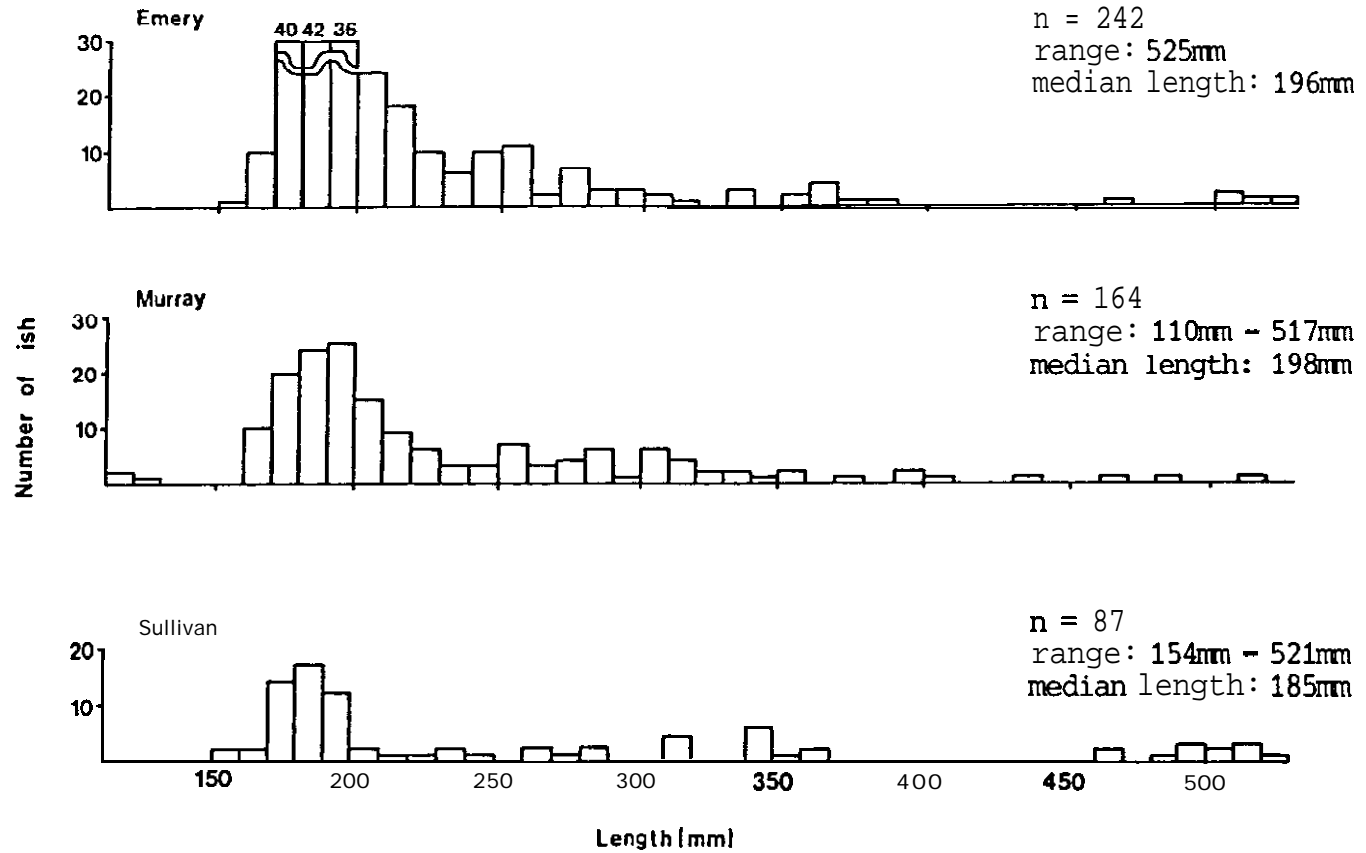 Emery
40 42 36
30
20
10
n = 242
range: 525mm
median length: 196mm
Murray
30
20
10
n = 164
range: 110mm - 517mm
median length: 198mm
Number of ish
Sullivan
20
10
n = 87
range: 154mm - 521mm
median length: 185mm
150 200 250 300 350 400 450 500
Length (mm)